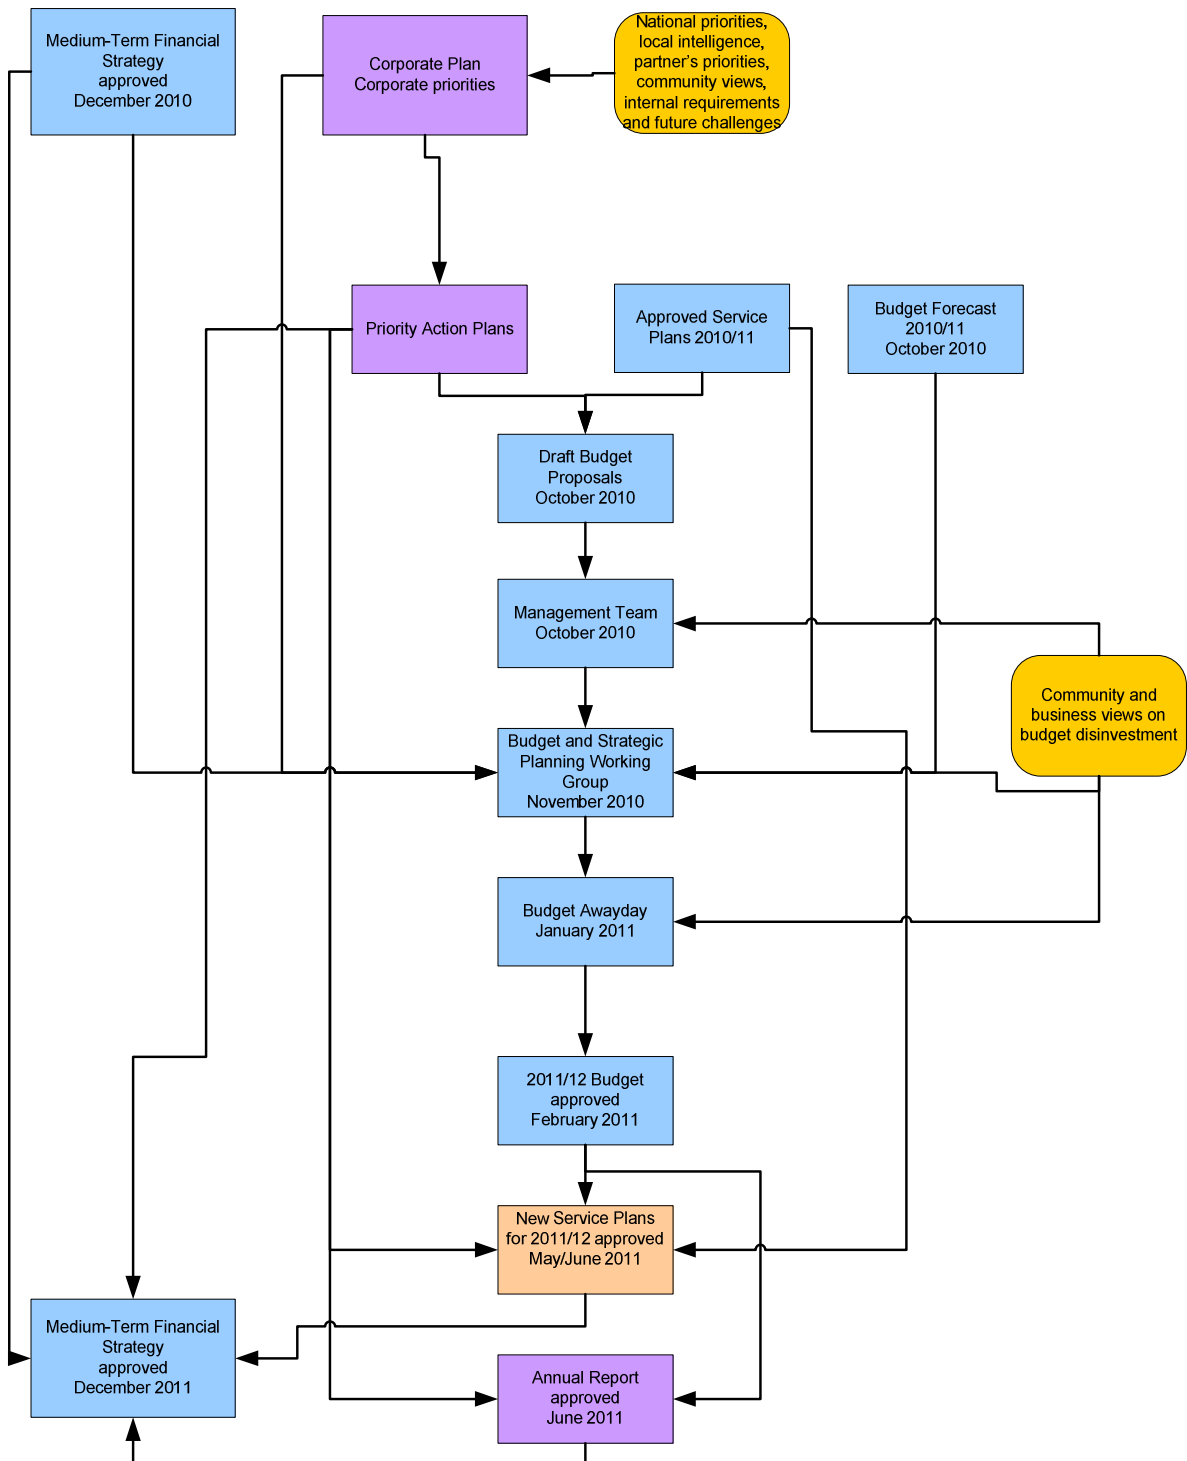 Medium-Term Financial
Strategy
approved
December 2010
Corporate Plan
Corporate priorities
National priorities,
local intelligence,
partner's priorities,
community views,
internal requirements
and future challenges
Priority Action Plans
Approved Service
Plans 2010/11
Budget Forecast
2010/11
October 2010
Draft Budget
Proposals
October 2010
Management Team
October 2010
Community and
business views on
budget disinvestment
Budget and Strategic
Planning Working
Group
November 2010
Budget Awayday
January 2011
2011/12 Budget
approved
February 2011
New Service Plans
for 2011/12 approved
May/June 2011
Medium-Term Financial
Strategy
approved
December 2011
Annual Report
approved
June 2011